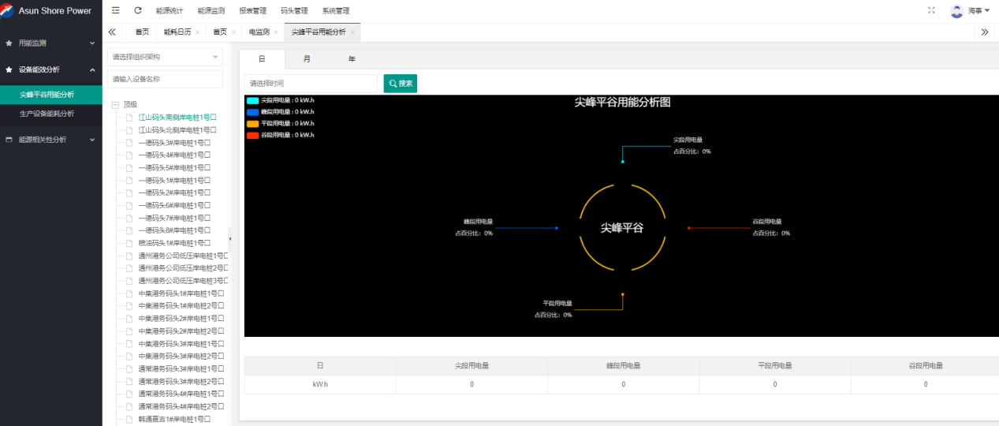 Asun Shore Power
能源统计 能源监测 报表管理 码头管理 系统管理
海事
首页 能耗日历 首页 电监测 尖峰平谷用能分析
用能监测
设备能效分析
尖峰平谷用能分析
生产设备能耗分析
能源相关性分析
请选择组织架构
请输入设备名称
顶级
江山码头南侧岸电桩1号口
江山码头北侧岸电桩1号口
一德码头3#岸电桩1号口
一德码头4#岸电桩1号口
一德码头5#岸电桩1号口
一德码头1#岸电桩1号口
一德码头2#岸电桩1号口
一德码头6#岸电桩1号口
一德码头7#岸电桩1号口
一德码头8#岸电桩1号口
粮油码头1#岸电桩1号口
通州港务公司低压岸电桩1号口
通州港务公司低压岸电桩2号口
通州港务公司低压岸电桩3号口
中集港务码头1#岸电桩1号口
中集港务码头1#岸电桩2号口
中集港务码头2#岸电桩1号口
中集港务码头2#岸电桩2号口
中集港务码头3#岸电桩1号口
中集港务码头3#岸电桩2号口
通常港务码头3#岸电桩1号口
通常港务码头3#岸电桩2号口
通常港务码头4#岸电桩1号口
通常港务码头4#岸电桩2号口
韩通赢吉1#岸电桩1号口
日 月 年
请选择时间 搜索
尖峰平谷用能分析图
尖段用电量 : 0 kW.h
峰段用电量 : 0 kW.h
平段用电量 : 0 kW.h
谷段用电量 : 0 kW.h
尖段用电量
占百分比：0%
峰段用电量
占百分比：0%
尖峰平谷
谷段用电量
占百分比：0%
平段用电量
占百分比：0%
日 尖段用电量 峰段用电量 平段用电量 谷段用电量
kW.h 0 0 0 0